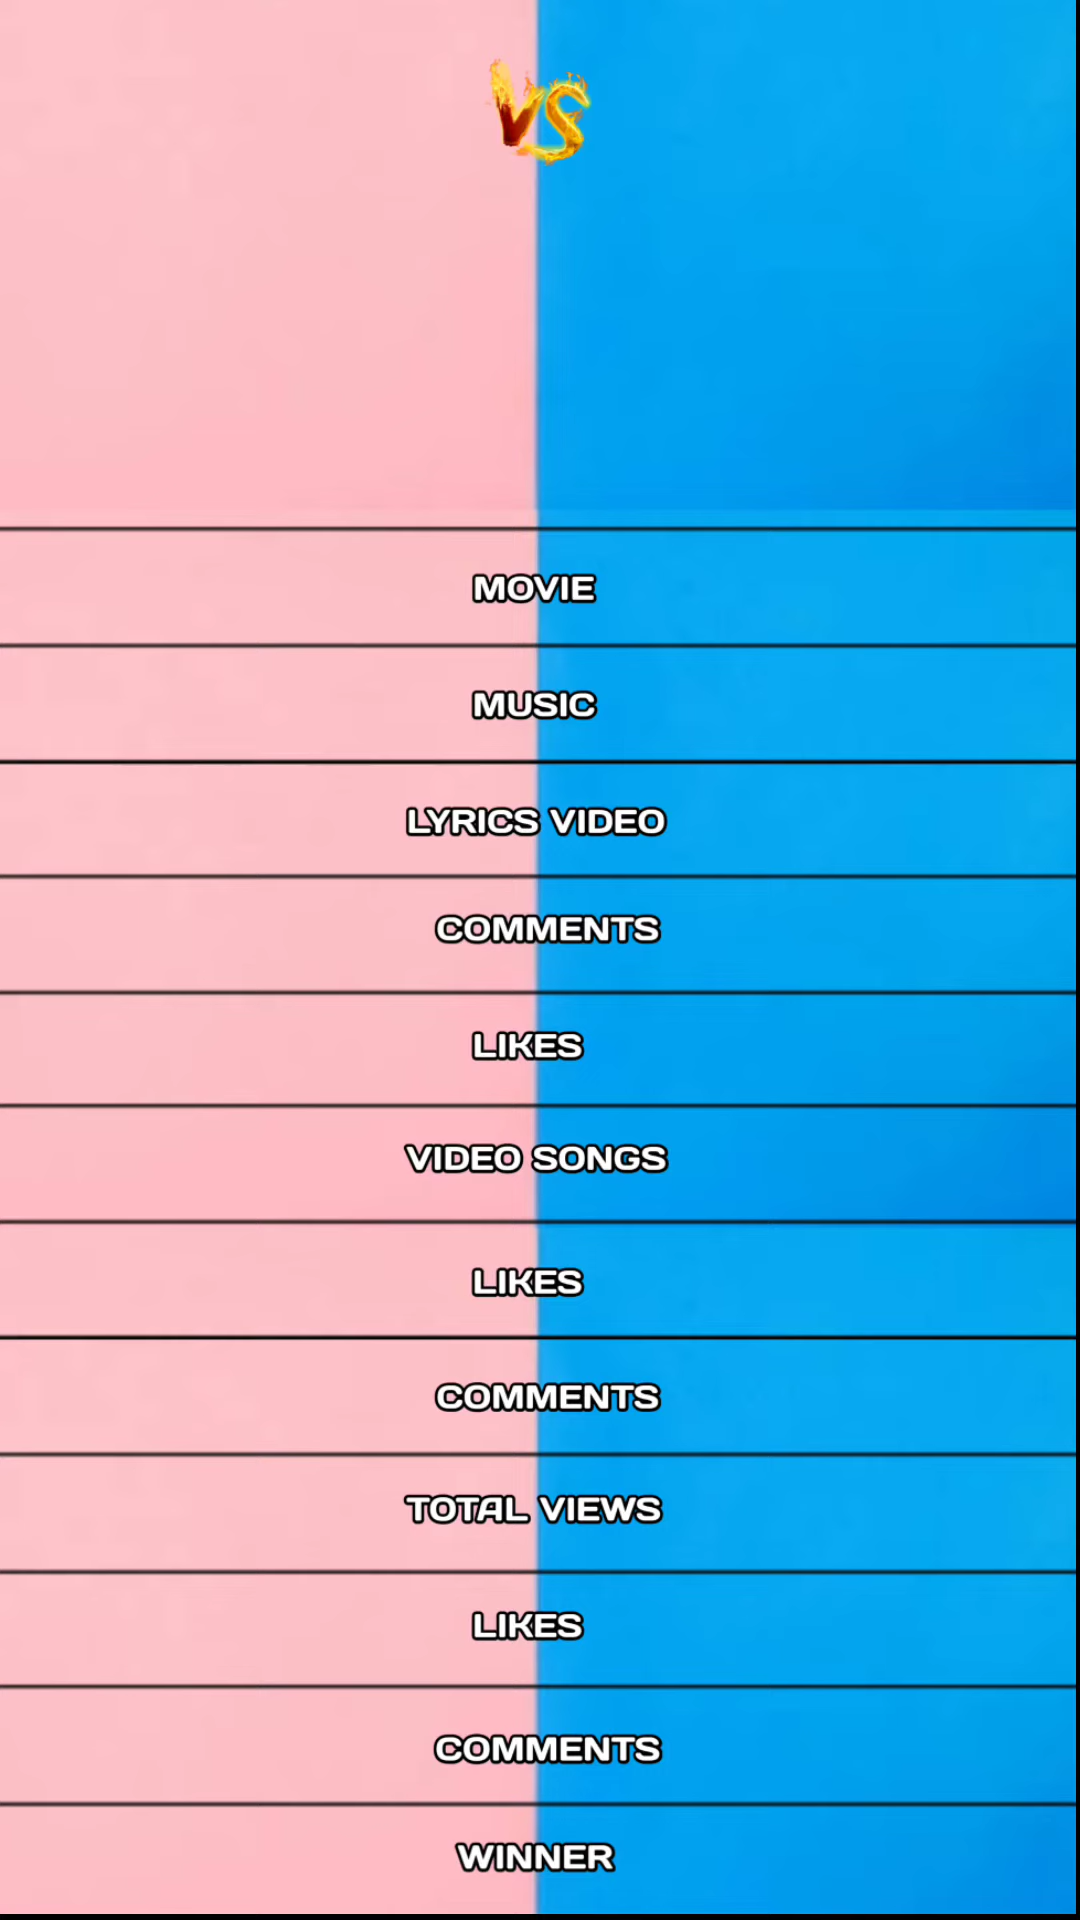 VS
MOVIE
MUSIC
LYRICS VIDEO
COMMENTS
LIKES
VIDEO SONGS
LIKES
COMMENTS
TOTAL VIEWS
LIKES
COMMENTS
WINNER